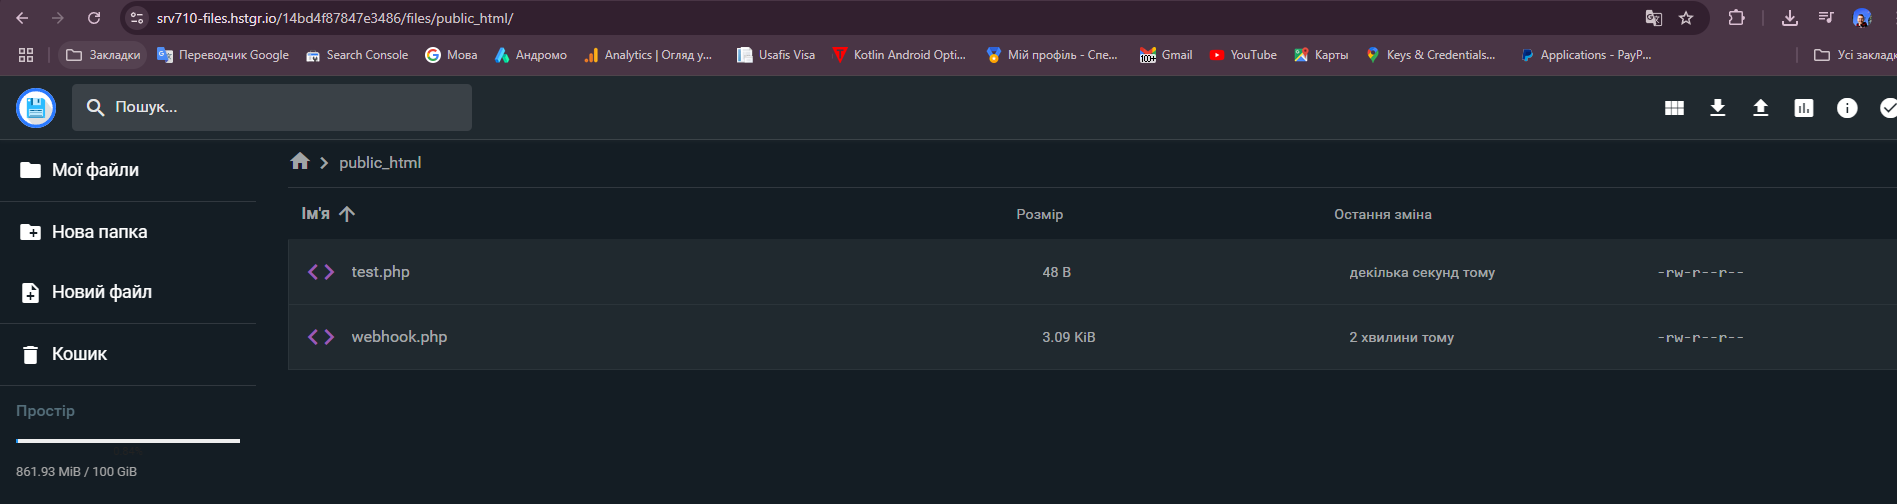 srv710-files.hstgr.io/14bd4f87847e3486/files/public_html/
Закладки Переводчик Google Search Console Мова Андромо Analytics | Огляд у... Usafis Visa Kotlin Android Opti... Мій профіль - Спе... 100+ Gmail YouTube Карты Keys & Credentials... Applications - PayP... Усі заклад
Пошук...
Мої файли
Нова папка
Новий файл
Кошик
Простір
861.93 MiB / 100 GiB
public_html
Ім'я Розмір Остання зміна
test.php 48 B декілька секунд тому -rw-r--r--
webhook.php 3.09 KiB 2 хвилини тому -rw-r--r--